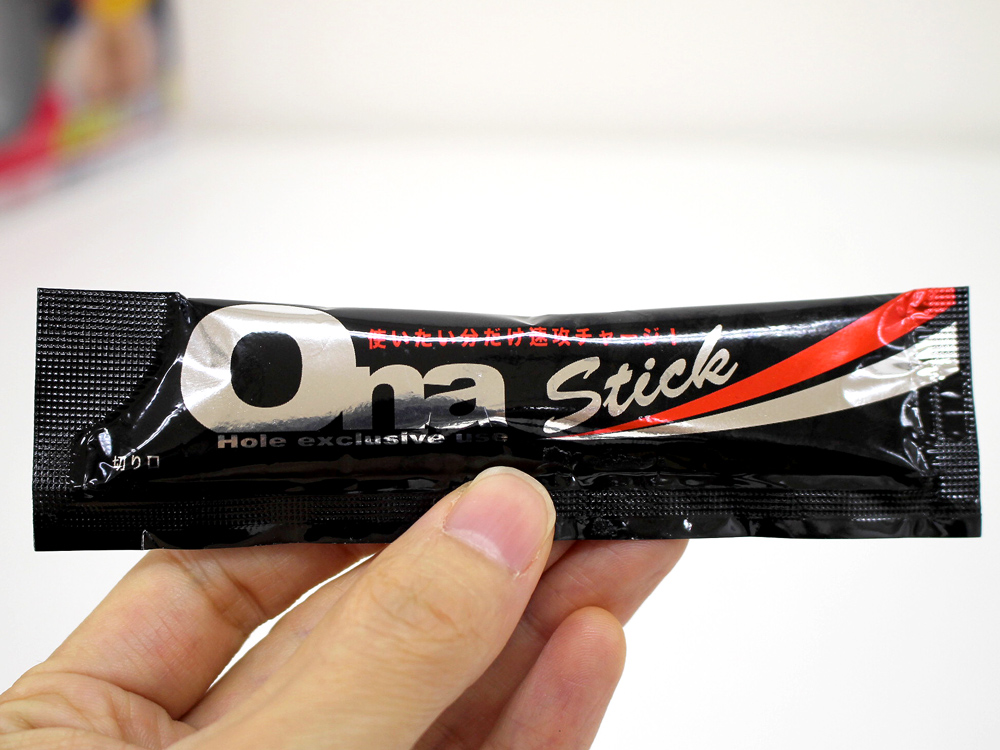 使いたい分だけ速攻チャージ!
Ona Stick
Hole exclusive use
切り口